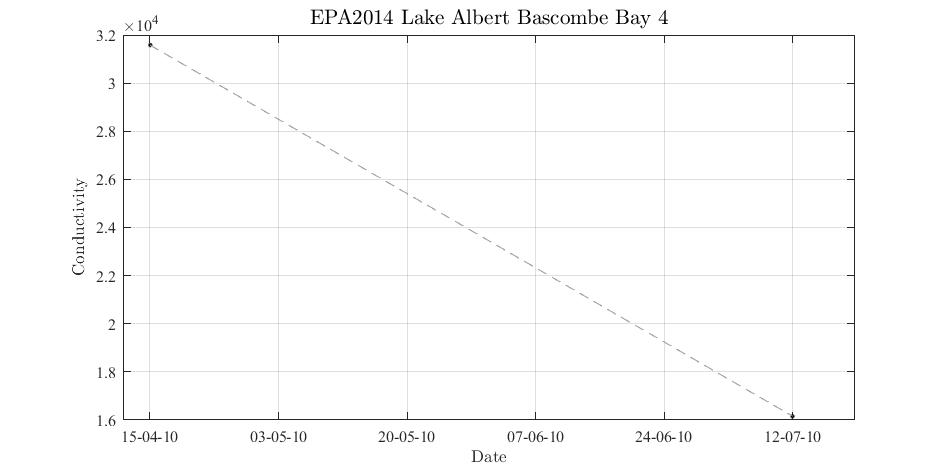 EPA2014 Lake Albert Bascombe Bay 4
×10⁴
3.2
3
2.8
2.6
2.4
2.2
2
1.8
1.6
Conductivity
15-04-10 03-05-10 20-05-10 07-06-10 24-06-10 12-07-10
Date